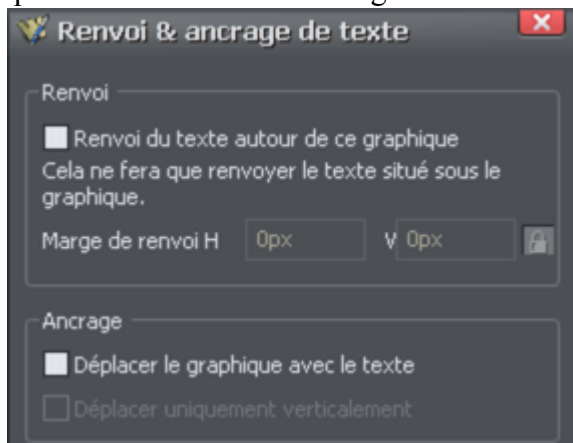 Renvoi & ancrage de texte
Renvoi
Renvoi du texte autour de ce graphique
Cela ne fera que renvoyer le texte situé sous le
graphique.
Marge de renvoi H 0px V 0px
Ancrage
Déplacer le graphique avec le texte
Déplacer uniquement verticalement